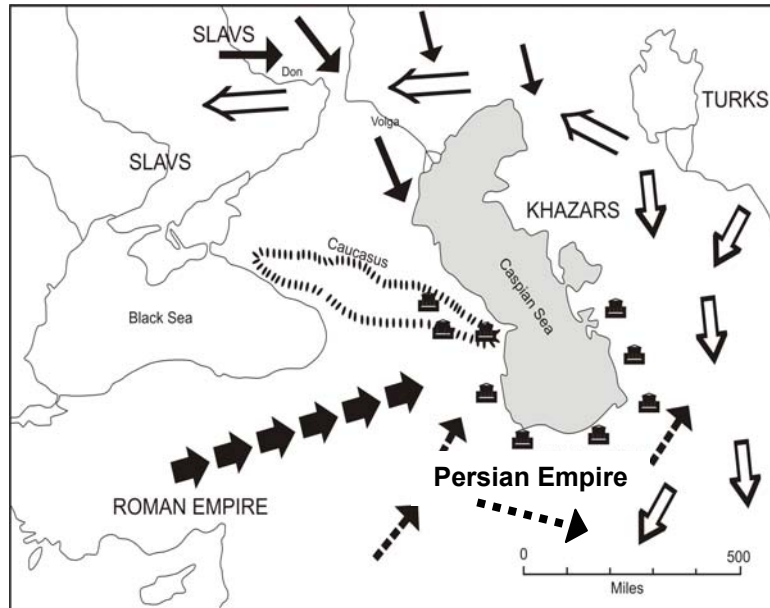 SLAVS
Don
TURKS
Volga
SLAVS
KHAZARS
Caucasus
Caspian Sea
Black Sea
Persian Empire
ROMAN EMPIRE
0 500
Miles